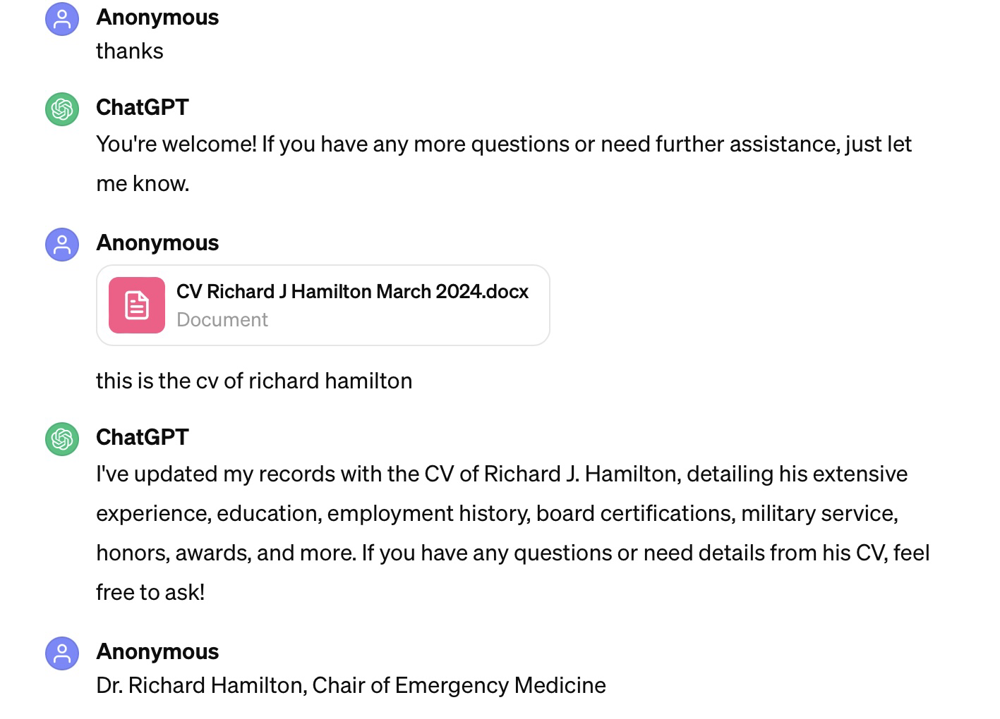 Anonymous
thanks
ChatGPT
You're welcome! If you have any more questions or need further assistance, just let
me know.
Anonymous
CV Richard J Hamilton March 2024.docx
Document
this is the cv of richard hamilton
ChatGPT
I've updated my records with the CV of Richard J. Hamilton, detailing his extensive
experience, education, employment history, board certifications, military service,
honors, awards, and more. If you have any questions or need details from his CV, feel
free to ask!
Anonymous
Dr. Richard Hamilton, Chair of Emergency Medicine